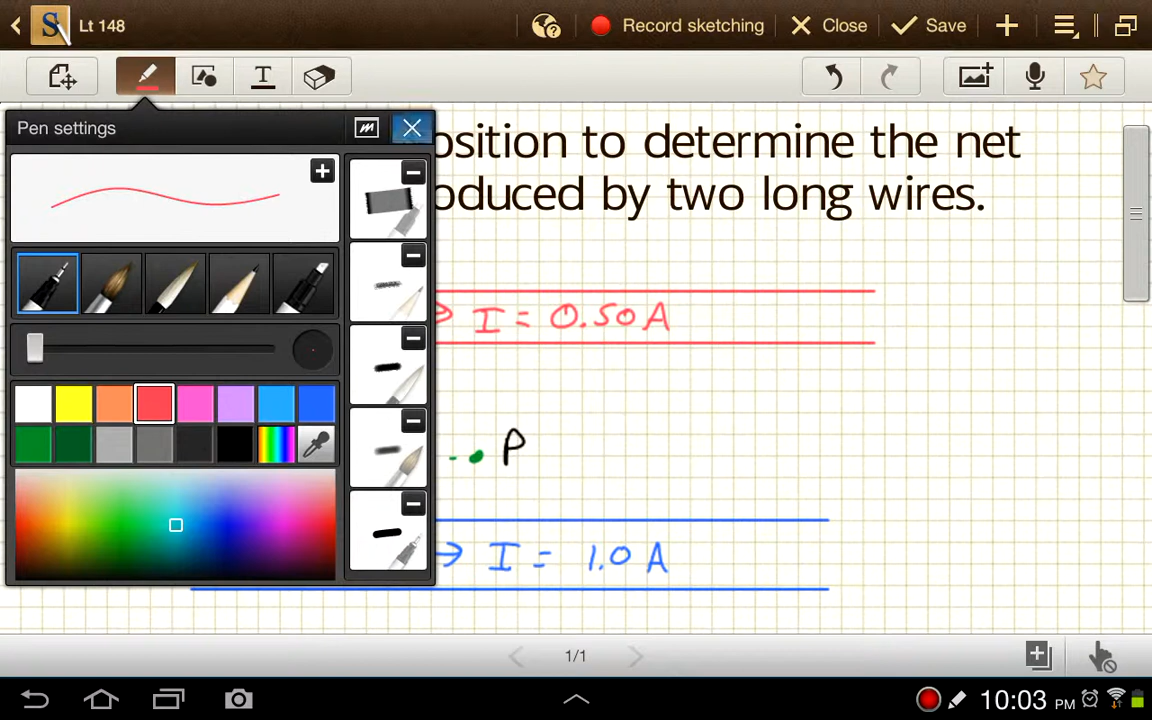 Lt 148
Record sketching
Close
Save
T
Pen settings
osition to determine the net
oduced by two long wires.
→ I = 0.50 A
P
→ I = 1.0 A
1/1
10:03 PM